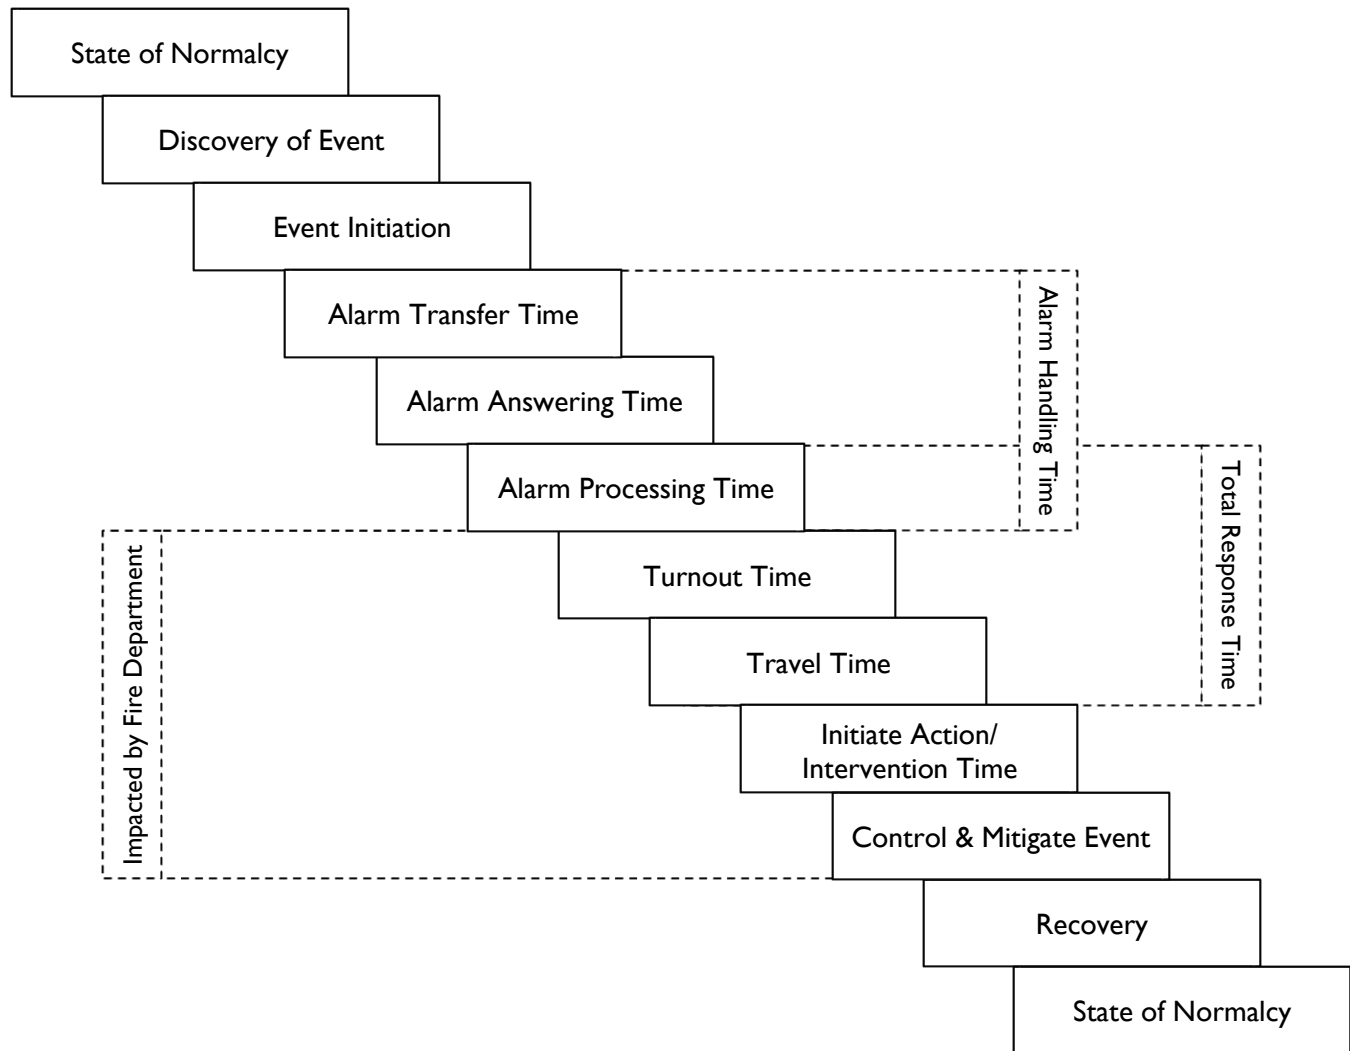 State of Normalcy
Discovery of Event
Event Initiation
Alarm Transfer Time
Alarm Answering Time
Alarm Processing Time
Alarm Handling Time
Turnout Time
Travel Time
Total Response Time
Initiate Action/
Intervention Time
Control & Mitigate Event
Impacted by Fire Department
Recovery
State of Normalcy